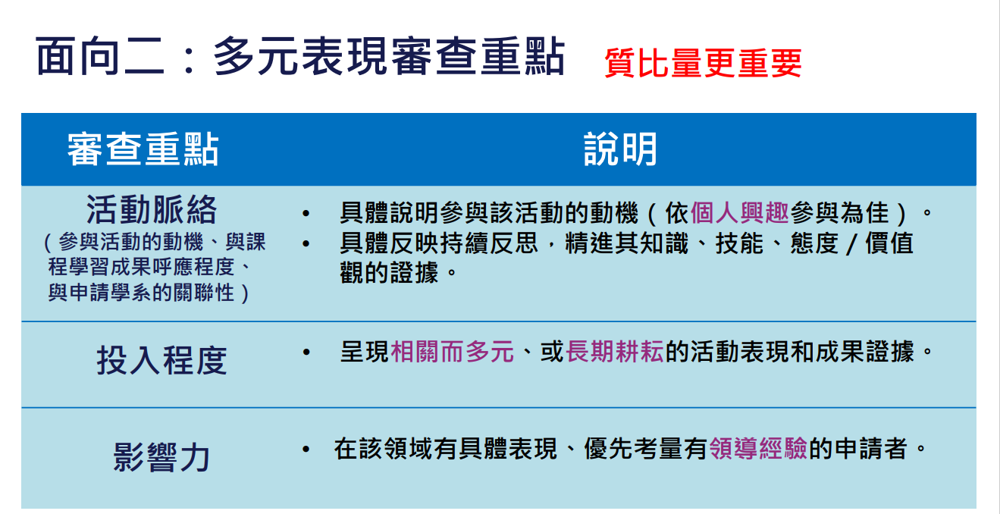 面向二：多元表現審查重點 質比量更重要
審查重點 說明
活動脈絡
（參與活動的動機、與課
程學習成果呼應程度、
與申請學系的關聯性）
• 具體說明參與該活動的動機（依個人興趣參與為佳）。
• 具體反映持續反思，精進其知識、技能、態度/價值
觀的證據。
投入程度
• 呈現相關而多元、或長期耕耘的活動表現和成果證據。
影響力
• 在該領域有具體表現、優先考量有領導經驗的申請者。